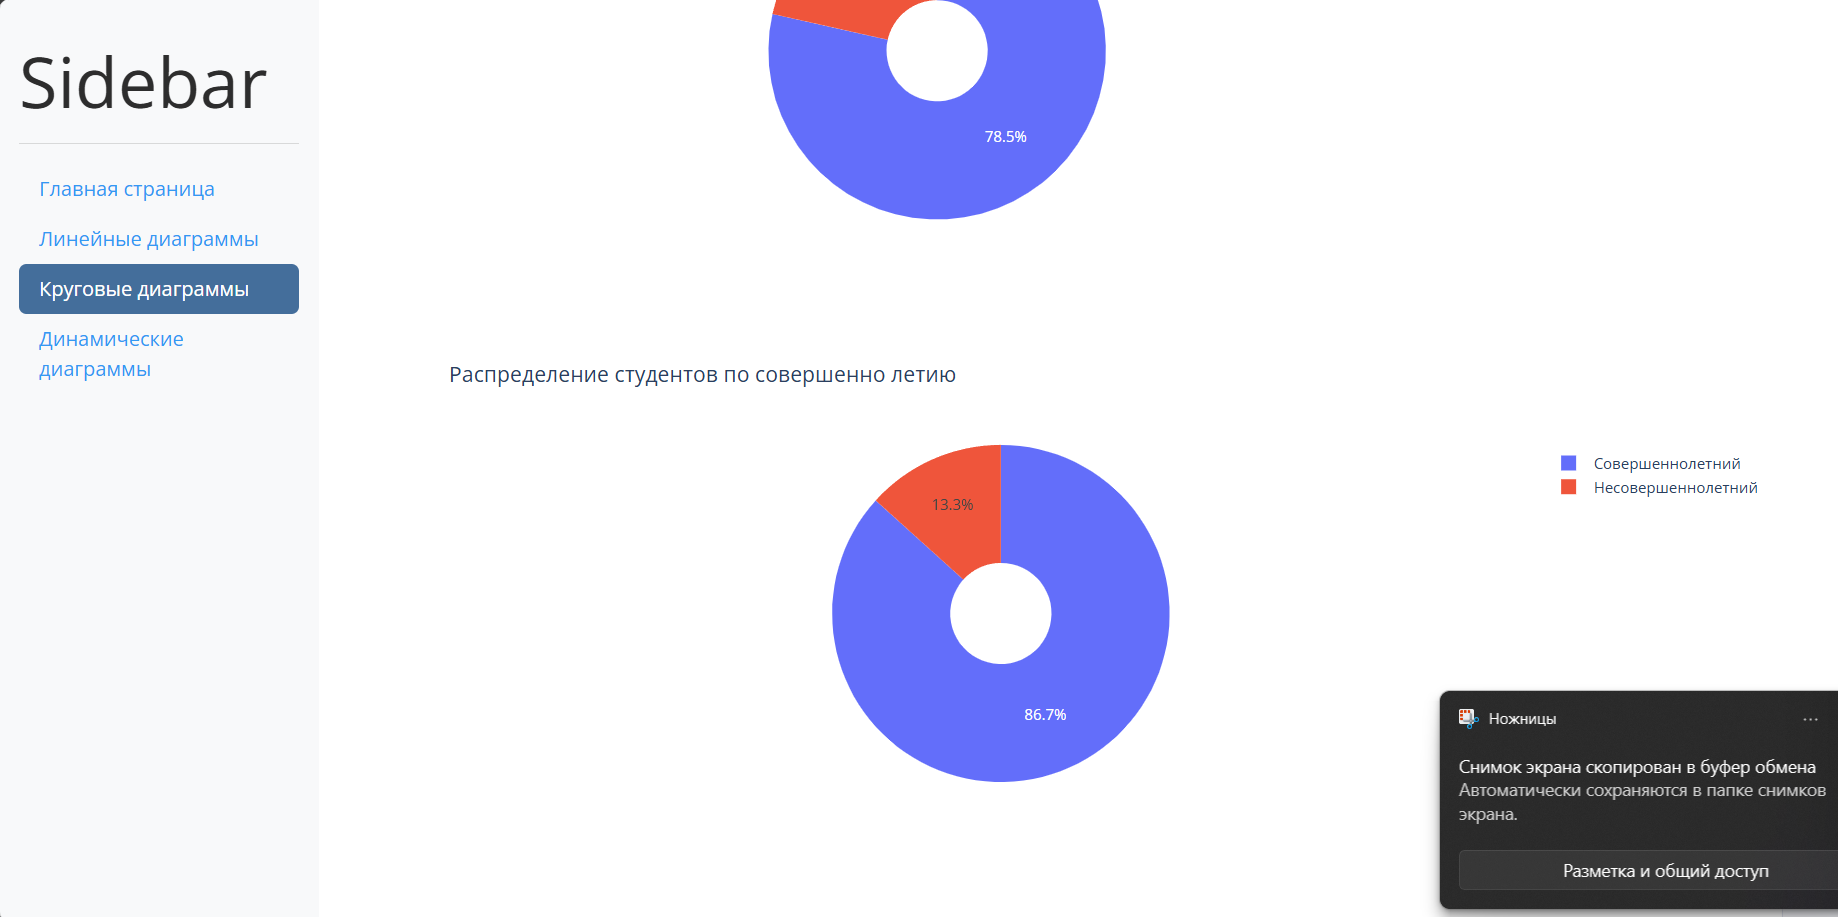 Sidebar
Главная страница
Линейные диаграммы
Круговые диаграммы
Динамические
диаграммы
78.5%
Распределение студентов по совершенно летию
Совершеннолетний
Несовершеннолетний
13.3%
86.7%
Ножницы
Снимок экрана скопирован в буфер обмена
Автоматически сохраняются в папке снимков
экрана.
Разметка и общий доступ